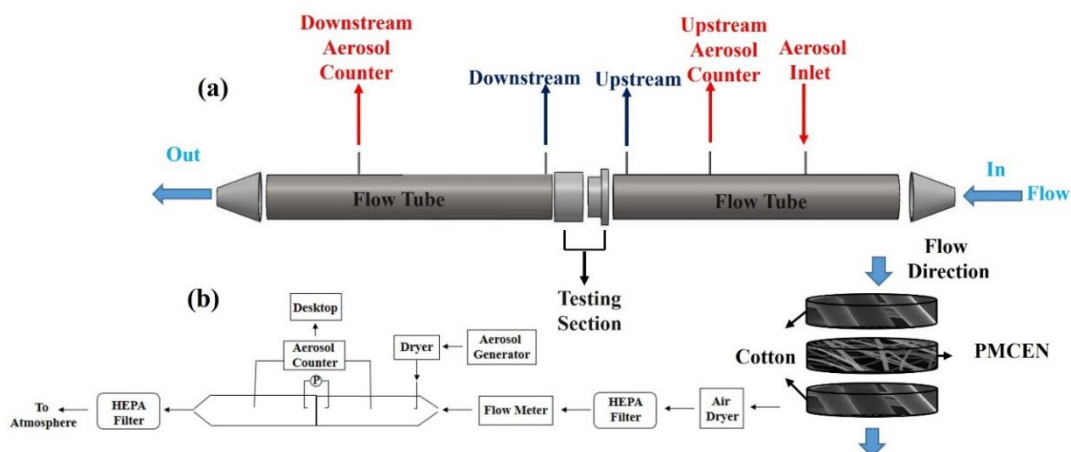 Downstream
Aerosol
Counter
Upstream
Aerosol
Counter
Aerosol
Inlet
(a)
Downstream
Upstream
Out
In
Flow Tube
Flow Tube
Flow
Testing
Section
Flow
Direction
(b)
Desktop
Aerosol
Counter
Dryer
Aerosol
Generator
P
Cotton
PMCEN
To
Atmosphere
HEPA
Filter
Flow Meter
HEPA
Filter
Air
Dryer